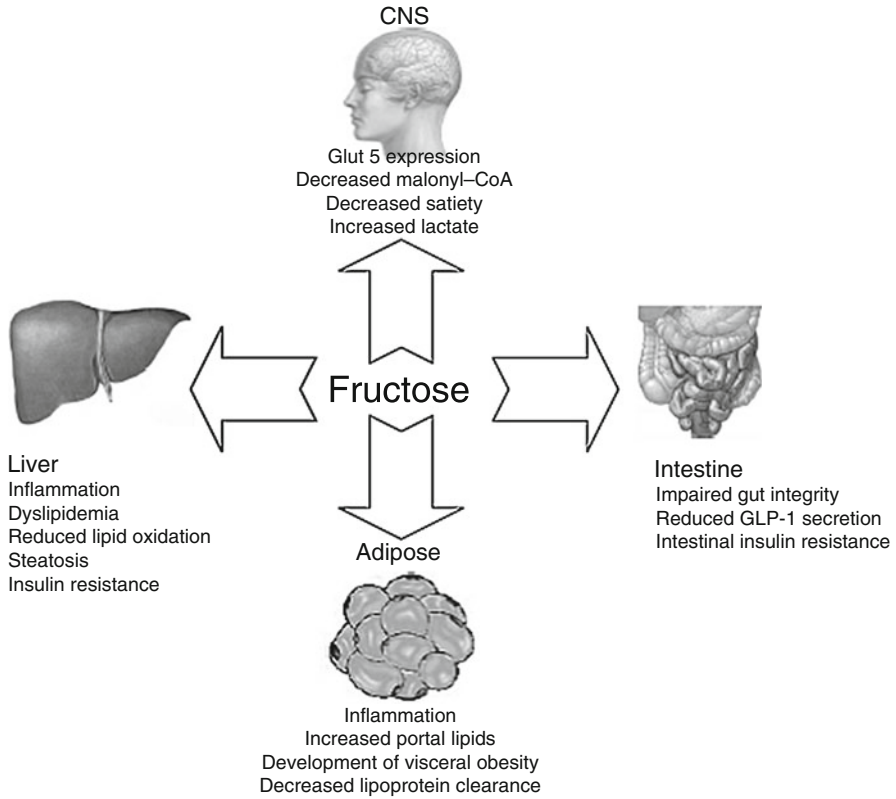 CNS
Glut 5 expression
Decreased malonyl–CoA
Decreased satiety
Increased lactate
Fructose
Liver
Inflammation
Dyslipidemia
Reduced lipid oxidation
Steatosis
Insulin resistance
Intestine
Impaired gut integrity
Reduced GLP-1 secretion
Intestinal insulin resistance
Adipose
Inflammation
Increased portal lipids
Development of visceral obesity
Decreased lipoprotein clearance